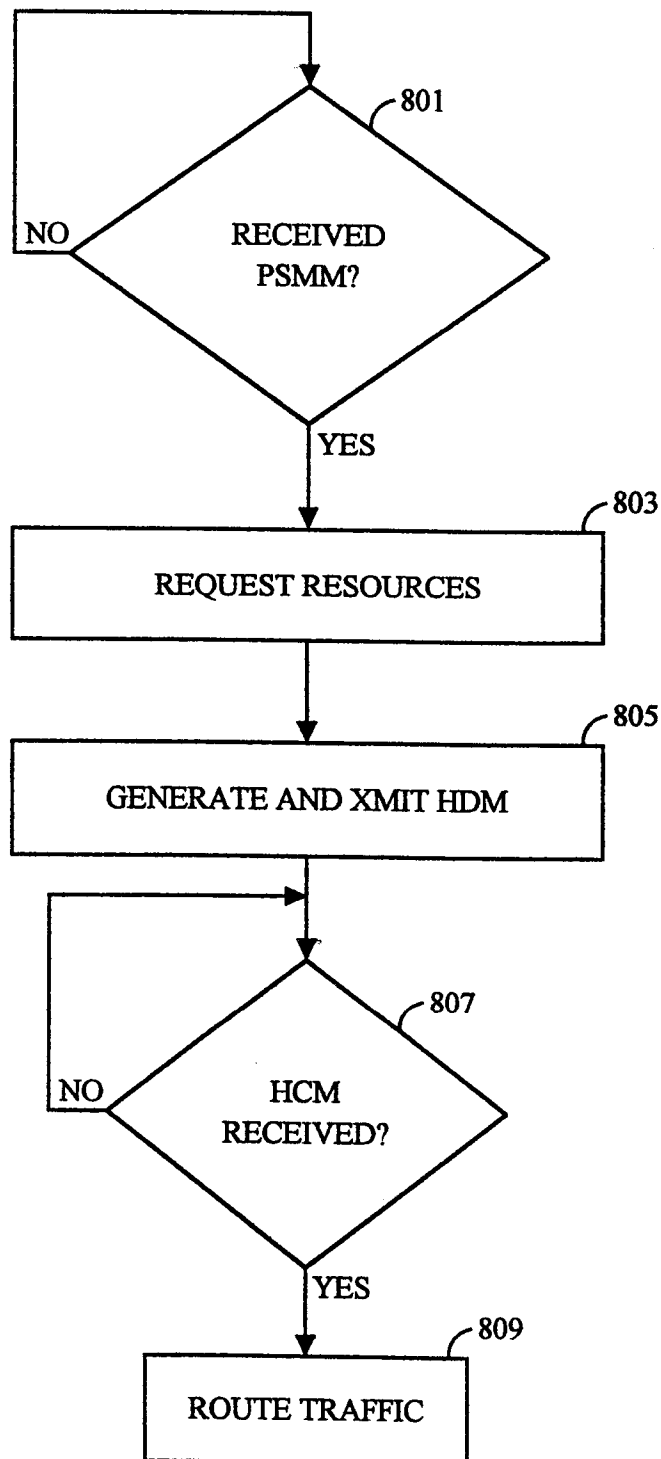 801
RECEIVED
PSMM?
NO
YES
803
REQUEST RESOURCES
805
GENERATE AND XMIT HDM
807
HCM
RECEIVED?
NO
YES
809
ROUTE TRAFFIC